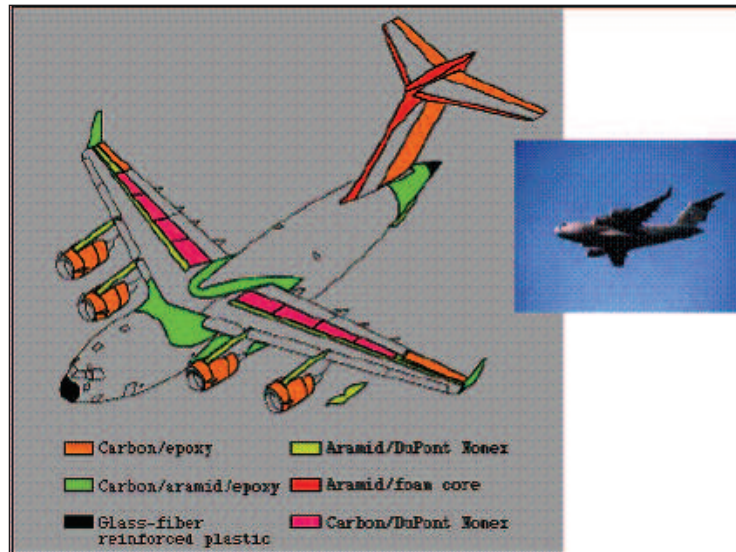 Carbon/epoxy
Aramid/DuPont Nomex
Carbon/aramid/epoxy
Aramid/foam core
Glass-fiber
reinforced plastic
Carbon/DuPont Nomex